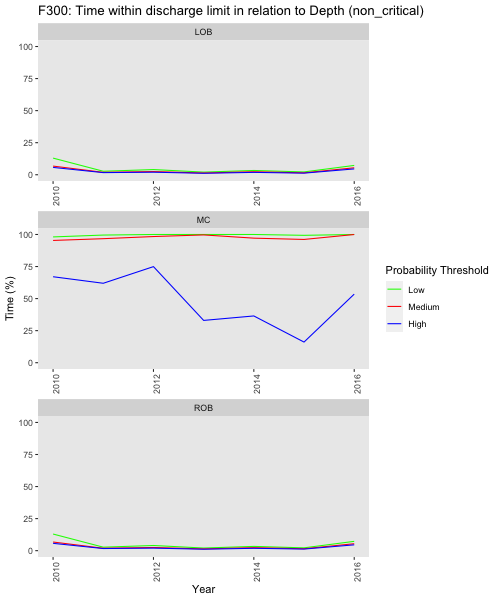 F300: Time within discharge limit in relation to Depth (non_critical)
LOB
100
75
50
25
0
2010
2012
2014
2016
MC
100
75
50
25
0
2010
2012
2014
2016
ROB
100
75
50
25
0
2010
2012
2014
2016
Time (%)
Year
Probability Threshold
Low
Medium
High